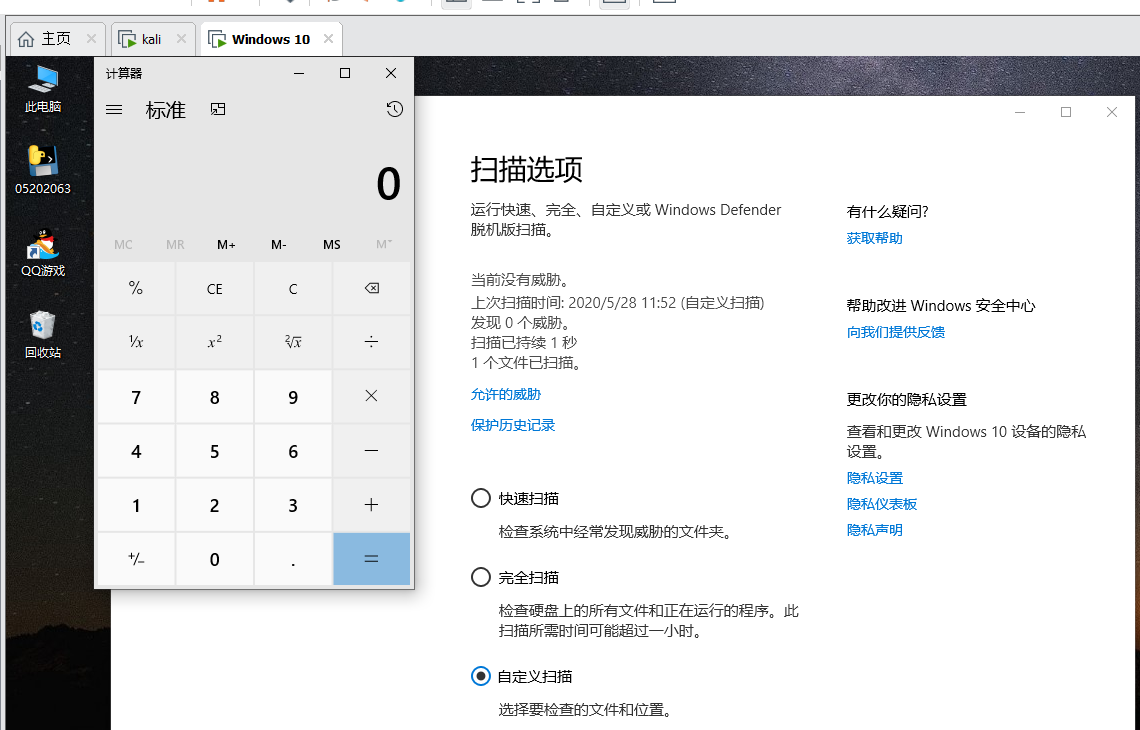 主页
kali
Windows 10
此电脑
05202063
QQ游戏
回收站
计算器
标准
0
MC MR M+ M- MS M˅
% CE C
¹/x x² ²√x ÷
7 8 9 ×
4 5 6 −
1 2 3 +
+/− 0 . =
扫描选项
运行快速、完全、自定义或 Windows Defender
脱机版扫描。
当前没有威胁。
上次扫描时间: 2020/5/28 11:52 (自定义扫描)
发现 0 个威胁。
扫描已持续 1 秒
1 个文件已扫描。
允许的威胁
保护历史记录
快速扫描
检查系统中经常发现威胁的文件夹。
完全扫描
检查硬盘上的所有文件和正在运行的程序。此
扫描所需时间可能超过一小时。
自定义扫描
选择要检查的文件和位置。
有什么疑问?
获取帮助
帮助改进 Windows 安全中心
向我们提供反馈
更改你的隐私设置
查看和更改 Windows 10 设备的隐私
设置。
隐私设置
隐私仪表板
隐私声明